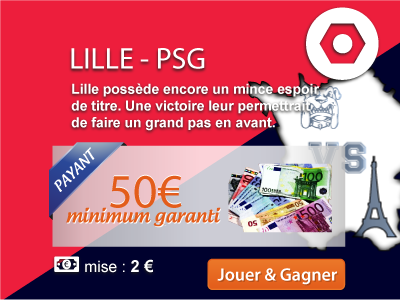 LILLE - PSG
Lille possède encore un mince espoir
de titre. Une victoire leur permettrait
de faire un grand pas en avant.
VS
PAYANT
50€
minimum garanti
mise : 2 €
Jouer & Gagner